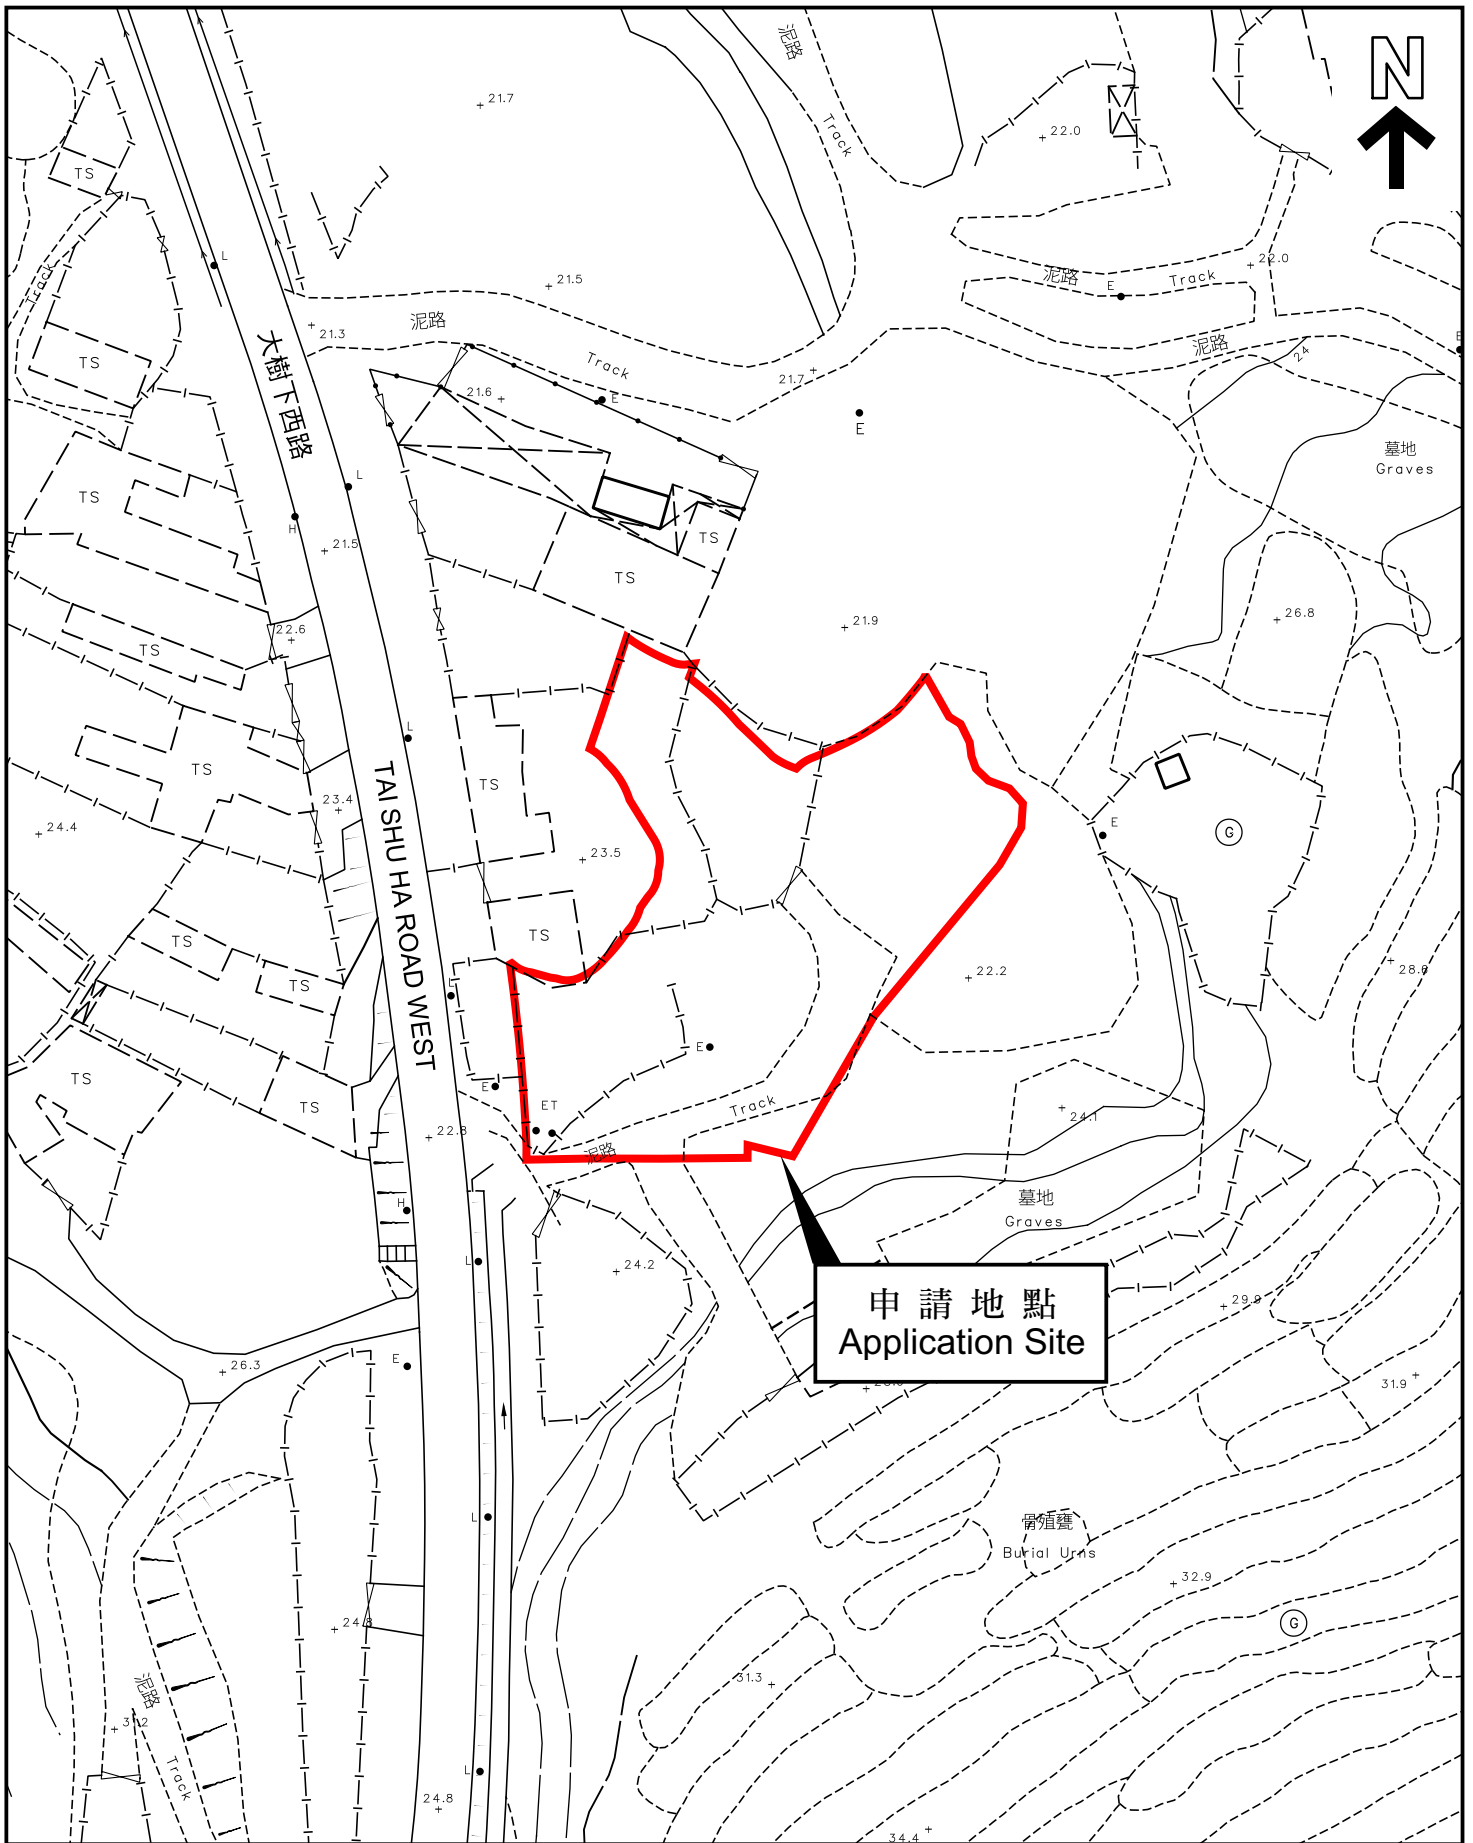 N
泥路
Track
21.7
22.0
TS
L
Track
21.5
泥路
Track
22.0
E
21.3
泥路
Track
泥路
24
E
TS
大樹下西路
21.6
E
21.7
E
墓地
Graves
TS
L
H
21.5
TS
TS
22.6
TS
21.9
26.8
L
TS
TS
23.4
24.4
TAI SHU HA ROAD WEST
23.5
E
G
TS
TS
TS
L
22.2
28.6
TS
E
E
ET
Track
24.1
TS
22.8
泥路
H
墓地
Graves
L
24.2
申請地點
Application Site
29.9
26.3
E
31.9
L
骨殖甕
Burial Urns
32.9
G
24.8
泥路
Track
31.3
L
24.8
34.4